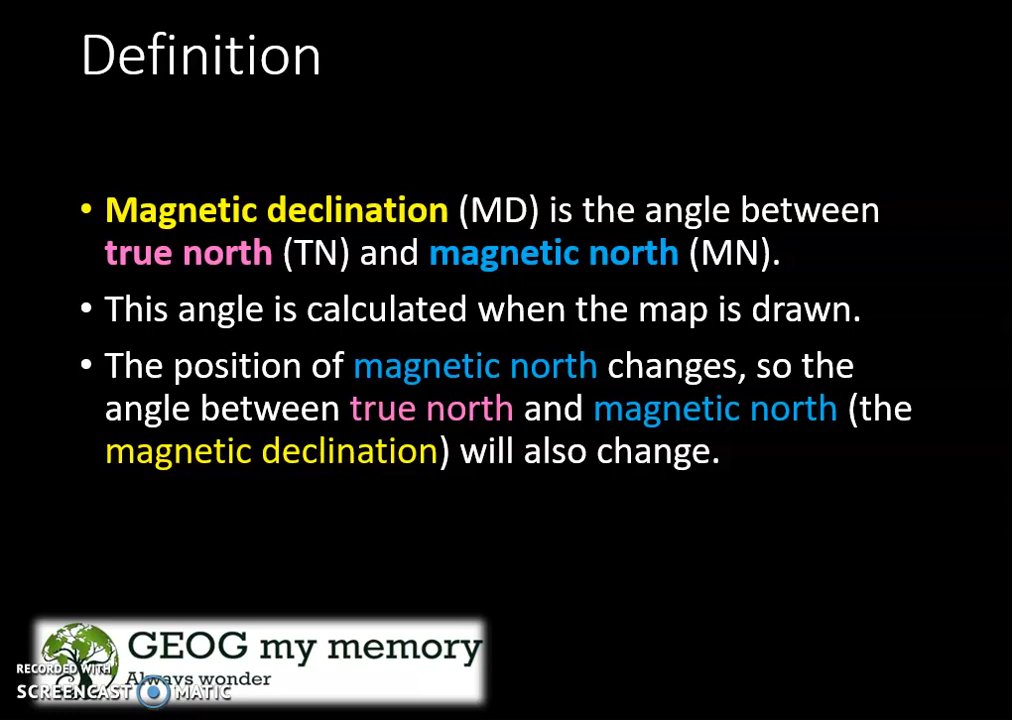 Definition
• Magnetic declination (MD) is the angle between
true north (TN) and magnetic north (MN).
• This angle is calculated when the map is drawn.
• The position of magnetic north changes, so the
angle between true north and magnetic north (the
magnetic declination) will also change.
GEOG my memory
Always wonder
RECORDED WITH
SCREENCAST MATIC